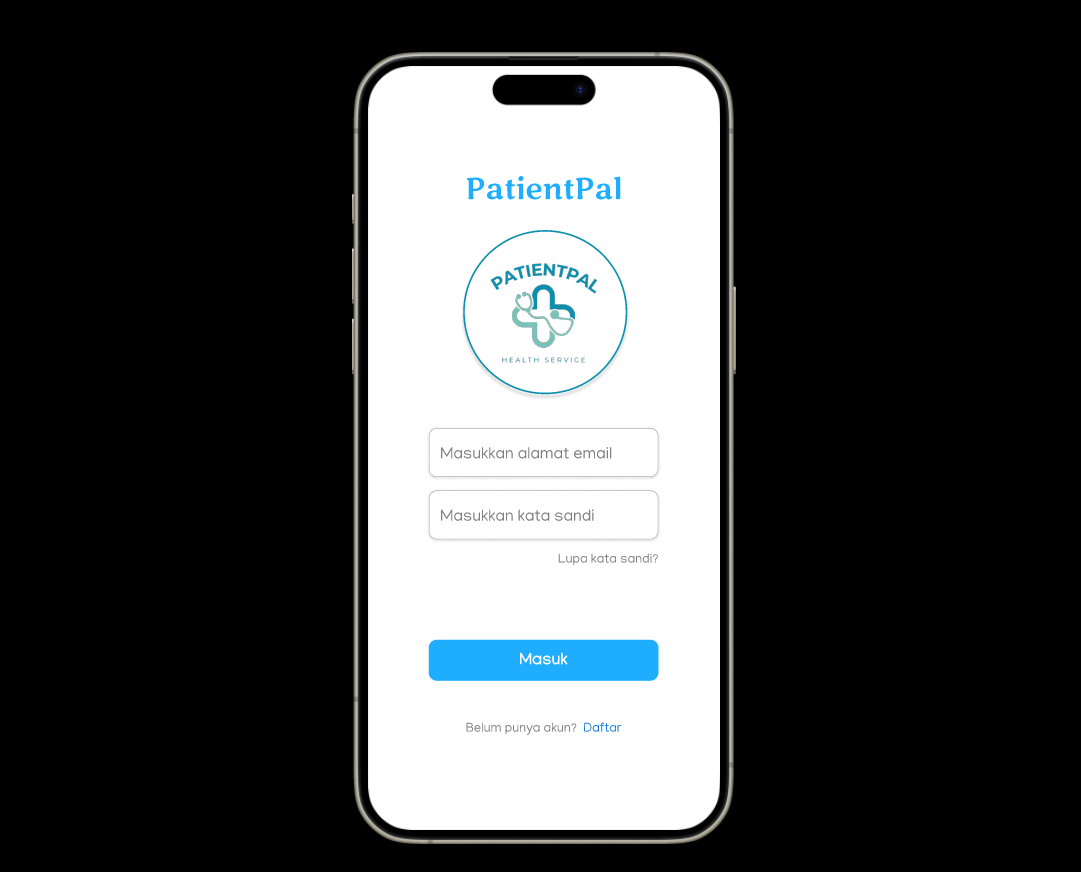 PatientPal
PATIENTPAL
HEALTH SERVICE
Masukkan alamat email
Masukkan kata sandi
Lupa kata sandi?
Masuk
Belum punya akun? Daftar